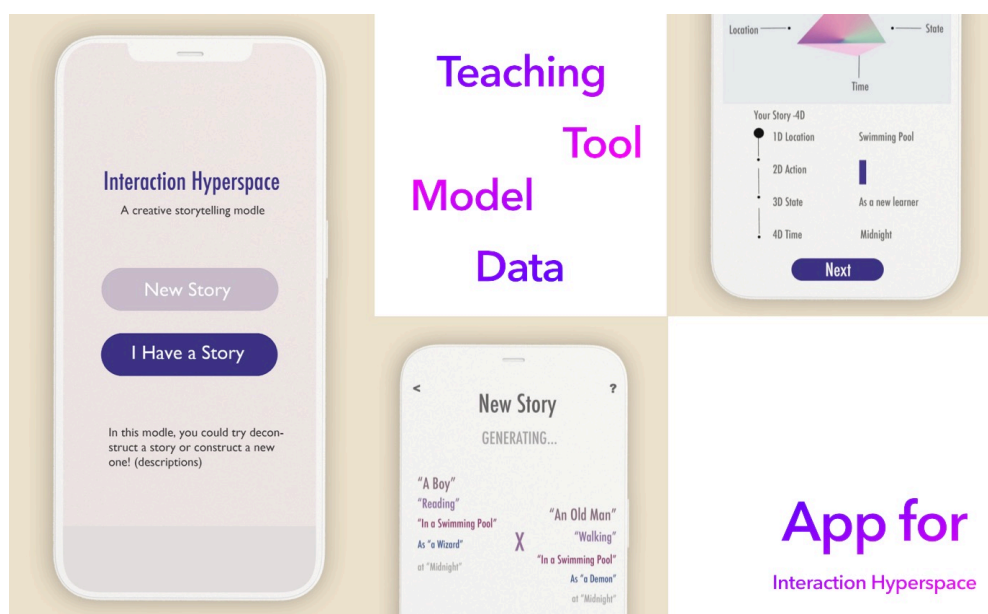 Interaction Hyperspace
A creative storytelling modle
New Story
I Have a Story
In this modle, you could try decon-
struct a story or construct a new
one! (descriptions)
Teaching
Tool
Model
Data
Location
State
Time
Your Story -4D
1D Location Swimming Pool
2D Action
3D State As a new learner
4D Time Midnight
Next
<
?
New Story
GENERATING...
"A Boy"
"Reading"
"In a Swimming Pool"
As "a Wizard"
at "Midnight"
X
"An Old Man"
"Walking"
"In a Swimming Pool"
As "a Demon"
at "Midnight"
App for
Interaction Hyperspace